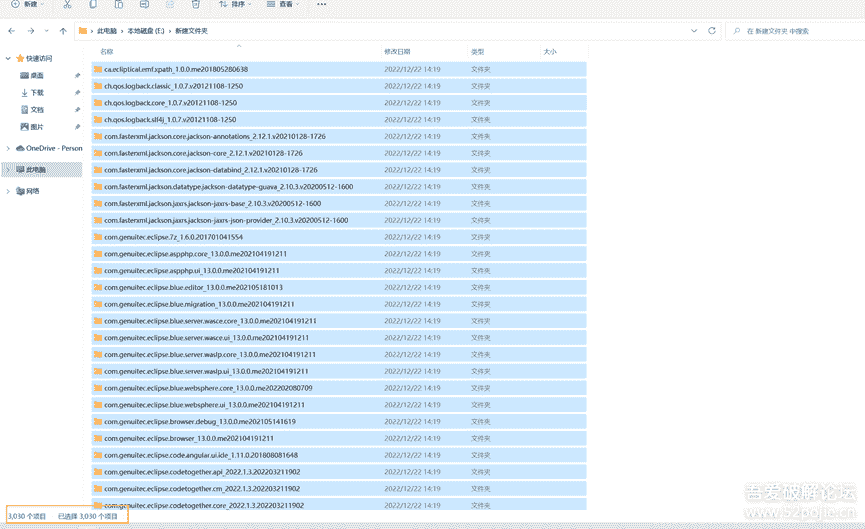 新建
排序
查看
此电脑 > 本地磁盘 (E:) > 新建文件夹
在 新建文件夹 中搜索
名称 修改日期 类型 大小
快速访问
桌面
下载
文档
图片
OneDrive - Person
此电脑
网络
ca.ecliptical.emf.xpath_1.0.0.me201805280638 2022/12/22 14:19 文件夹
ch.qos.logback.classic_1.0.7.v20121108-1250 2022/12/22 14:19 文件夹
ch.qos.logback.core_1.0.7.v20121108-1250 2022/12/22 14:19 文件夹
ch.qos.logback.slf4j_1.0.7.v20121108-1250 2022/12/22 14:19 文件夹
com.fasterxml.jackson.core.jackson-annotations_2.12.1.v20210128-1726 2022/12/22 14:19 文件夹
com.fasterxml.jackson.core.jackson-core_2.12.1.v20210128-1726 2022/12/22 14:19 文件夹
com.fasterxml.jackson.core.jackson-databind_2.12.1.v20210128-1726 2022/12/22 14:19 文件夹
com.fasterxml.jackson.datatype.jackson-datatype-guava_2.10.3.v20200512-1600 2022/12/22 14:19 文件夹
com.fasterxml.jackson.jaxrs.jackson-jaxrs-base_2.10.3.v20200512-1600 2022/12/22 14:19 文件夹
com.fasterxml.jackson.jaxrs.jackson-jaxrs-json-provider_2.10.3.v20200512-1600 2022/12/22 14:19 文件夹
com.genuitec.eclipse.7z_1.6.0.201701041554 2022/12/22 14:19 文件夹
com.genuitec.eclipse.aspphp.core_13.0.0.me202104191211 2022/12/22 14:19 文件夹
com.genuitec.eclipse.aspphp.ui_13.0.0.me202104191211 2022/12/22 14:19 文件夹
com.genuitec.eclipse.blue.editor_13.0.0.me202105181013 2022/12/22 14:19 文件夹
com.genuitec.eclipse.blue.migration_13.0.0.me202104191211 2022/12/22 14:19 文件夹
com.genuitec.eclipse.blue.server.wasce.core_13.0.0.me202104191211 2022/12/22 14:19 文件夹
com.genuitec.eclipse.blue.server.wasce.ui_13.0.0.me202104191211 2022/12/22 14:19 文件夹
com.genuitec.eclipse.blue.server.waslp.core_13.0.0.me202104191211 2022/12/22 14:19 文件夹
com.genuitec.eclipse.blue.server.waslp.ui_13.0.0.me202104191211 2022/12/22 14:19 文件夹
com.genuitec.eclipse.blue.websphere.core_13.0.0.me202202080709 2022/12/22 14:19 文件夹
com.genuitec.eclipse.blue.websphere.ui_13.0.0.me202104191211 2022/12/22 14:19 文件夹
com.genuitec.eclipse.browser.debug_13.0.0.me202105141619 2022/12/22 14:19 文件夹
com.genuitec.eclipse.browser_13.0.0.me202104191211 2022/12/22 14:19 文件夹
com.genuitec.eclipse.code.angular.ui.ide_1.11.0.201808081648 2022/12/22 14:19 文件夹
com.genuitec.eclipse.codetogether.api_2022.1.3.202203211902 2022/12/22 14:19 文件夹
com.genuitec.eclipse.codetogether.cm_2022.1.3.202203211902 2022/12/22 14:19 文件夹
com.genuitec.eclipse.codetogether.core_2022.1.3.202203211902 2022/12/22 14:19 文件夹
3,030 个项目 已选择 3,030 个项目
吾爱破解论坛
www.52pojie.cn